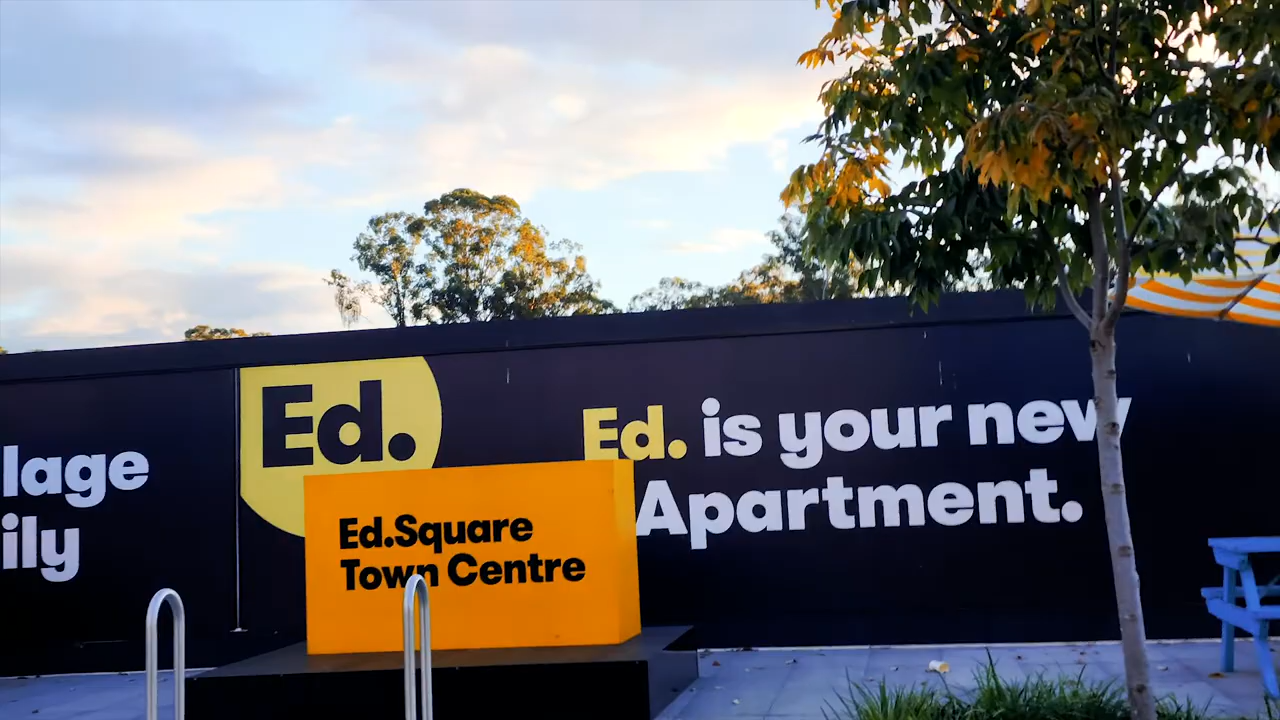 lage
ily
Ed.
Ed. is your new
Apartment.
Ed.Square
Town Centre